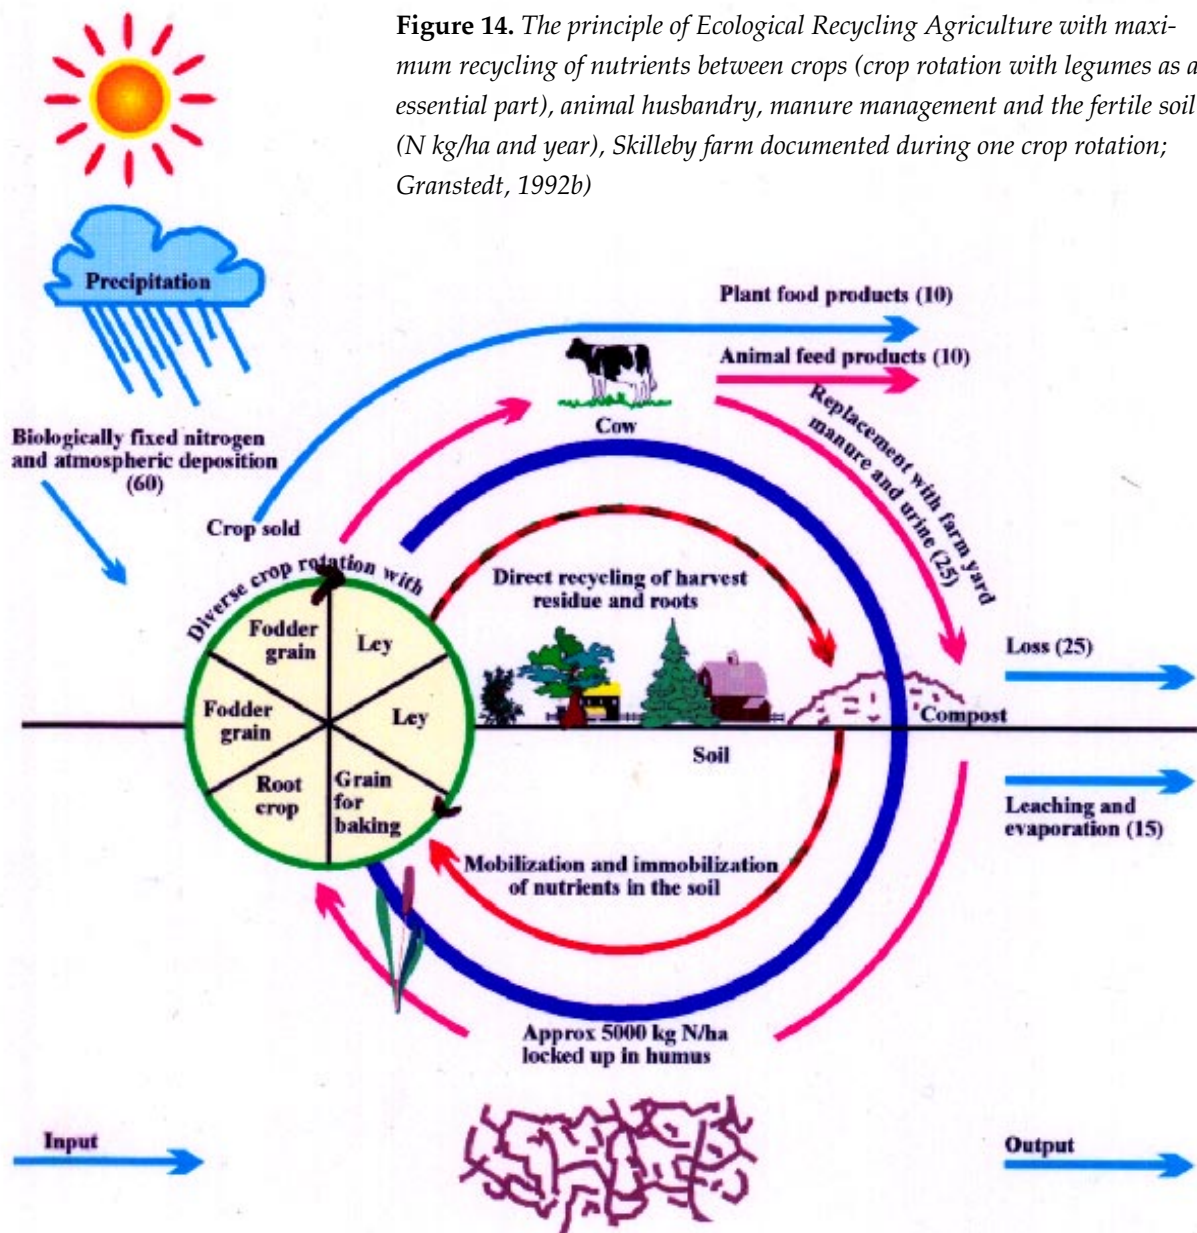 Figure 14. The principle of Ecological Recycling Agriculture with maxi-
mum recycling of nutrients between crops (crop rotation with legumes as a
essential part), animal husbandry, manure management and the fertile soil
(N kg/ha and year), Skilleby farm documented during one crop rotation;
Granstedt, 1992b)
Precipitation
Plant food products (10)
Animal feed products (10)
Replacement with farm yard
manure and urine (25)
Cow
Biologically fixed nitrogen
and atmospheric deposition
(60)
Crop sold
Diverse crop rotation with
Direct recycling of harvest
residue and roots
Fodder
grain
Ley
Fodder
grain
Ley
Root
crop
Grain
for
baking
Loss (25)
Compost
Soil
Leaching and
evaporation (15)
Mobilization and immobilization
of nutrients in the soil
Approx 5000 kg N/ha
locked up in humus
Input
Output